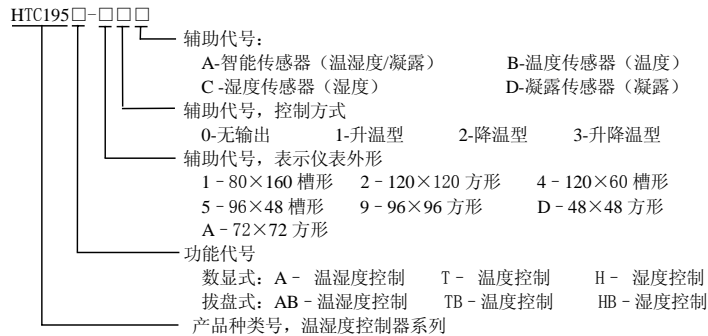 HTC195□-□□□
辅助代号：
A-智能传感器（温湿度/凝露） B-温度传感器（温度）
C -湿度传感器（湿度） D-凝露传感器（凝露）
辅助代号，控制方式
0-无输出 1-升温型 2-降温型 3-升降温型
辅助代号，表示仪表外形
1﹣80×160 槽形 2﹣120×120 方形 4﹣120×60 槽形
5﹣96×48 槽形 9﹣96×96 方形 D﹣48×48 方形
A﹣72×72 方形
功能代号
数显式：A﹣ 温湿度控制 T﹣ 温度控制 H﹣ 湿度控制
拔盘式：AB﹣温湿度控制 TB﹣温度控制 HB﹣湿度控制
产品种类号，温湿度控制器系列